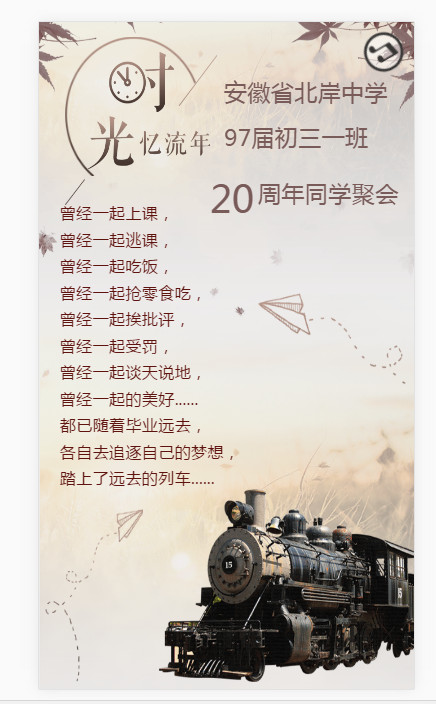 时
光忆流年
安徽省北岸中学
97届初三一班
20周年同学聚会
曾经一起上课，
曾经一起逃课，
曾经一起吃饭，
曾经一起抢零食吃，
曾经一起挨批评，
曾经一起受罚，
曾经一起谈天说地，
曾经一起的美好......
都已随着毕业远去，
各自去追逐自己的梦想，
踏上了远去的列车......
15
15